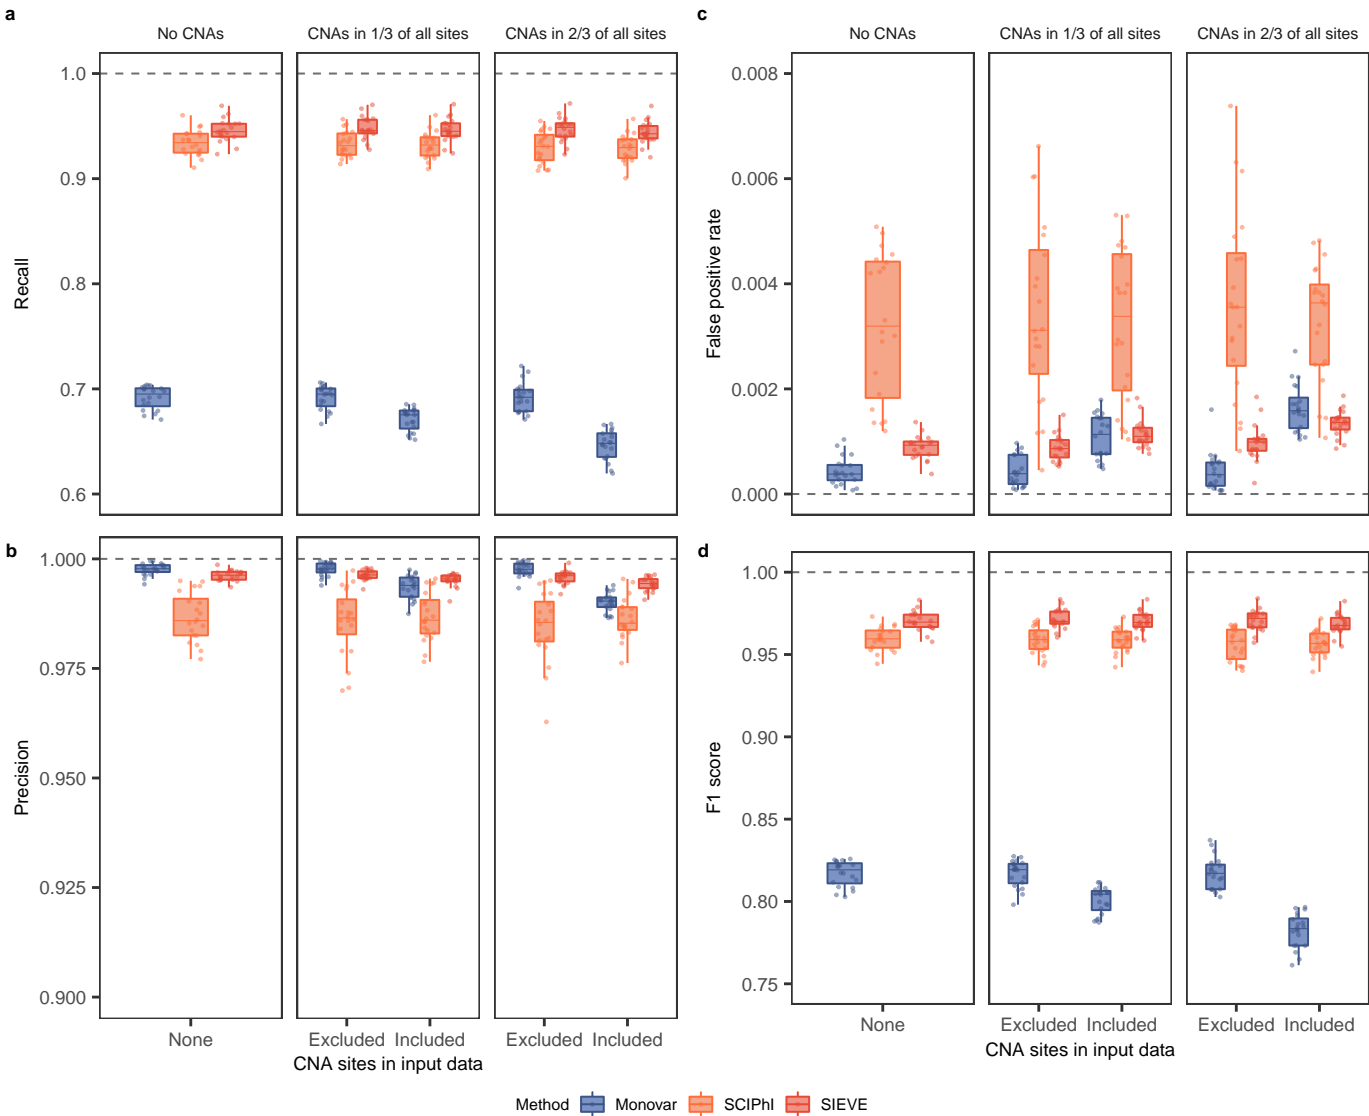 a
No CNAs
CNAs in 1/3 of all sites
CNAs in 2/3 of all sites
Recall
1.0
0.9
0.8
0.7
0.6
b
Precision
1.000
0.975
0.950
0.925
0.900
None
Excluded
Included
Excluded
Included
CNA sites in input data
c
No CNAs
CNAs in 1/3 of all sites
CNAs in 2/3 of all sites
False positive rate
0.008
0.006
0.004
0.002
0.000
d
F1 score
1.00
0.95
0.90
0.85
0.80
0.75
None
Excluded
Included
Excluded
Included
CNA sites in input data
Method Monovar SCIPhI SIEVE